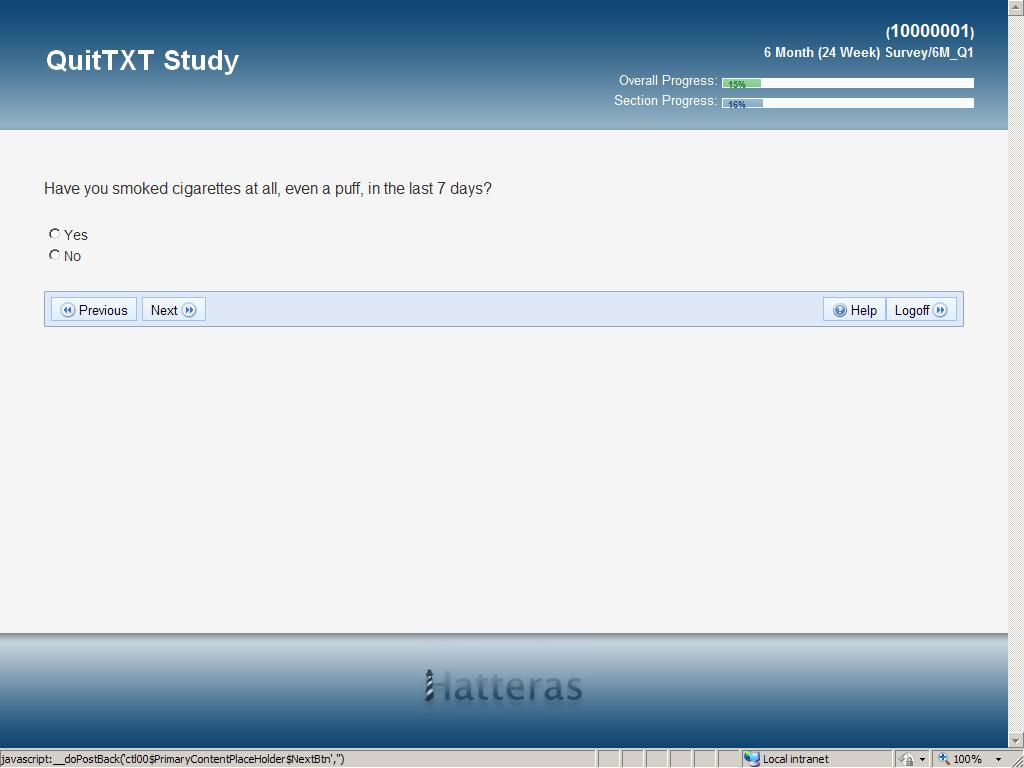 QuitTXT Study
(10000001)
6 Month (24 Week) Survey/6M_Q1
Overall Progress: 15%
Section Progress: 16%
Have you smoked cigarettes at all, even a puff, in the last 7 days?
Yes
No
Previous Next Help Logoff
Hatteras
javascript:__doPostBack('ctl00$PrimaryContentPlaceHolder$NextBtn','') Local intranet 100%